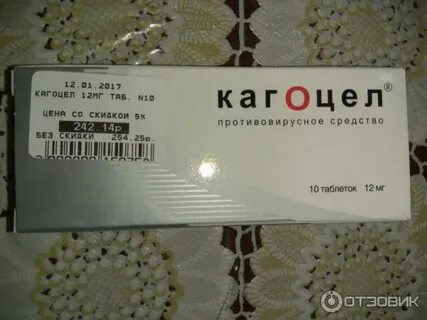 12.01.2017
КАГОЦЕЛ 12МГ ТАБ. N10
ЦЕНА СО СКИДКОЙ 5%
242.14р.
БЕЗ СКИДКИ 254.25р.
кагОцел®
противовирусное средство
10 таблеток 12 мг
ОТЗОВИК